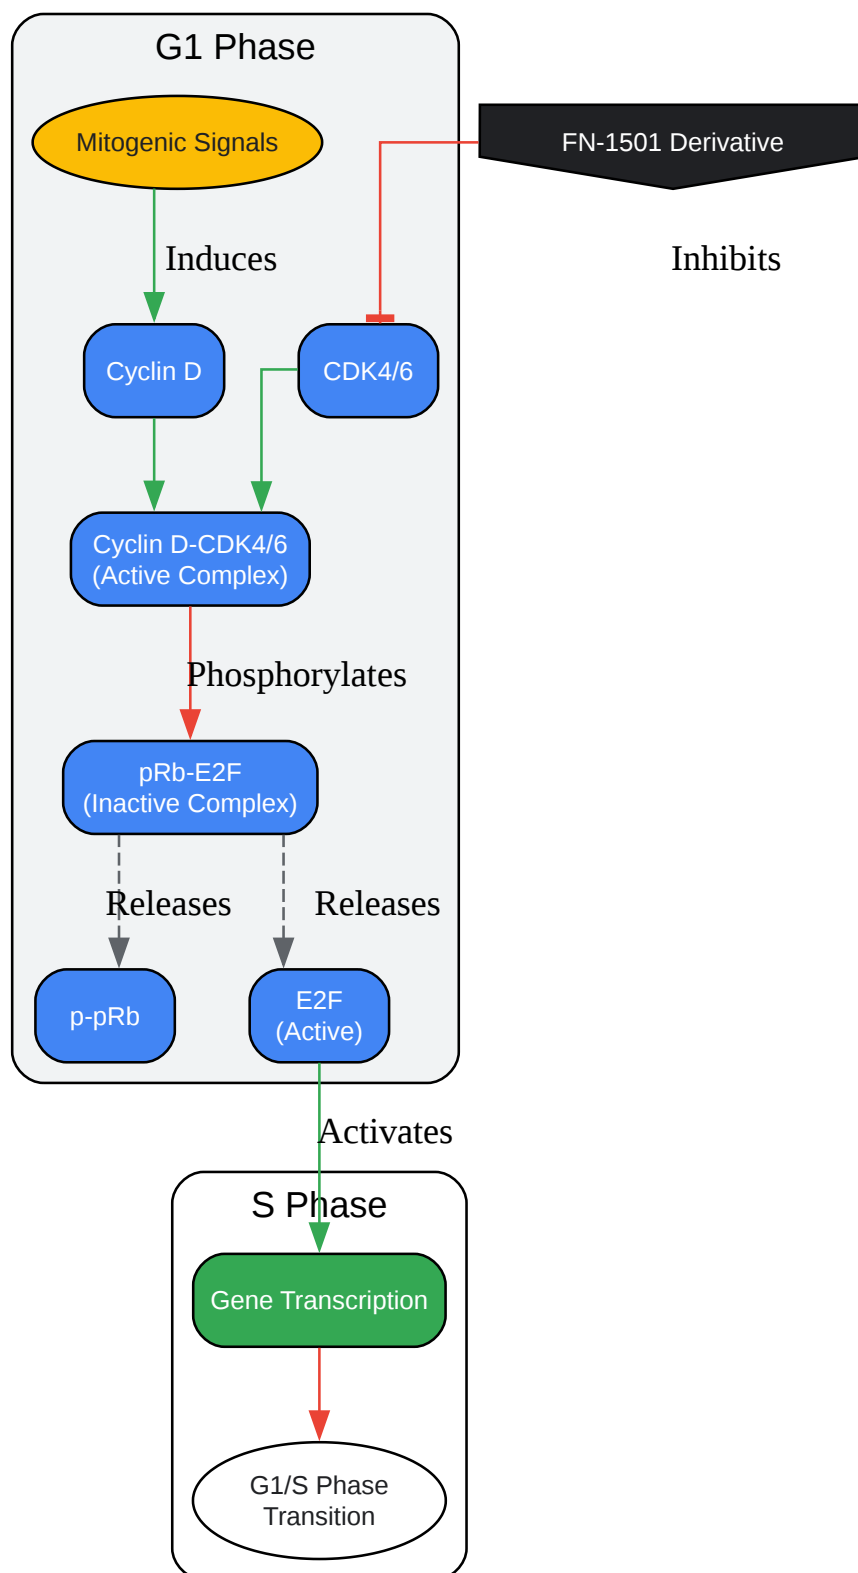 G1 Phase
Mitogenic Signals
FN-1501 Derivative
Induces
Inhibits
Cyclin D
CDK4/6
Cyclin D-CDK4/6
(Active Complex)
Phosphorylates
pRb-E2F
(Inactive Complex)
Releases
Releases
p-pRb
E2F
(Active)
Activates
S Phase
Gene Transcription
G1/S Phase
Transition